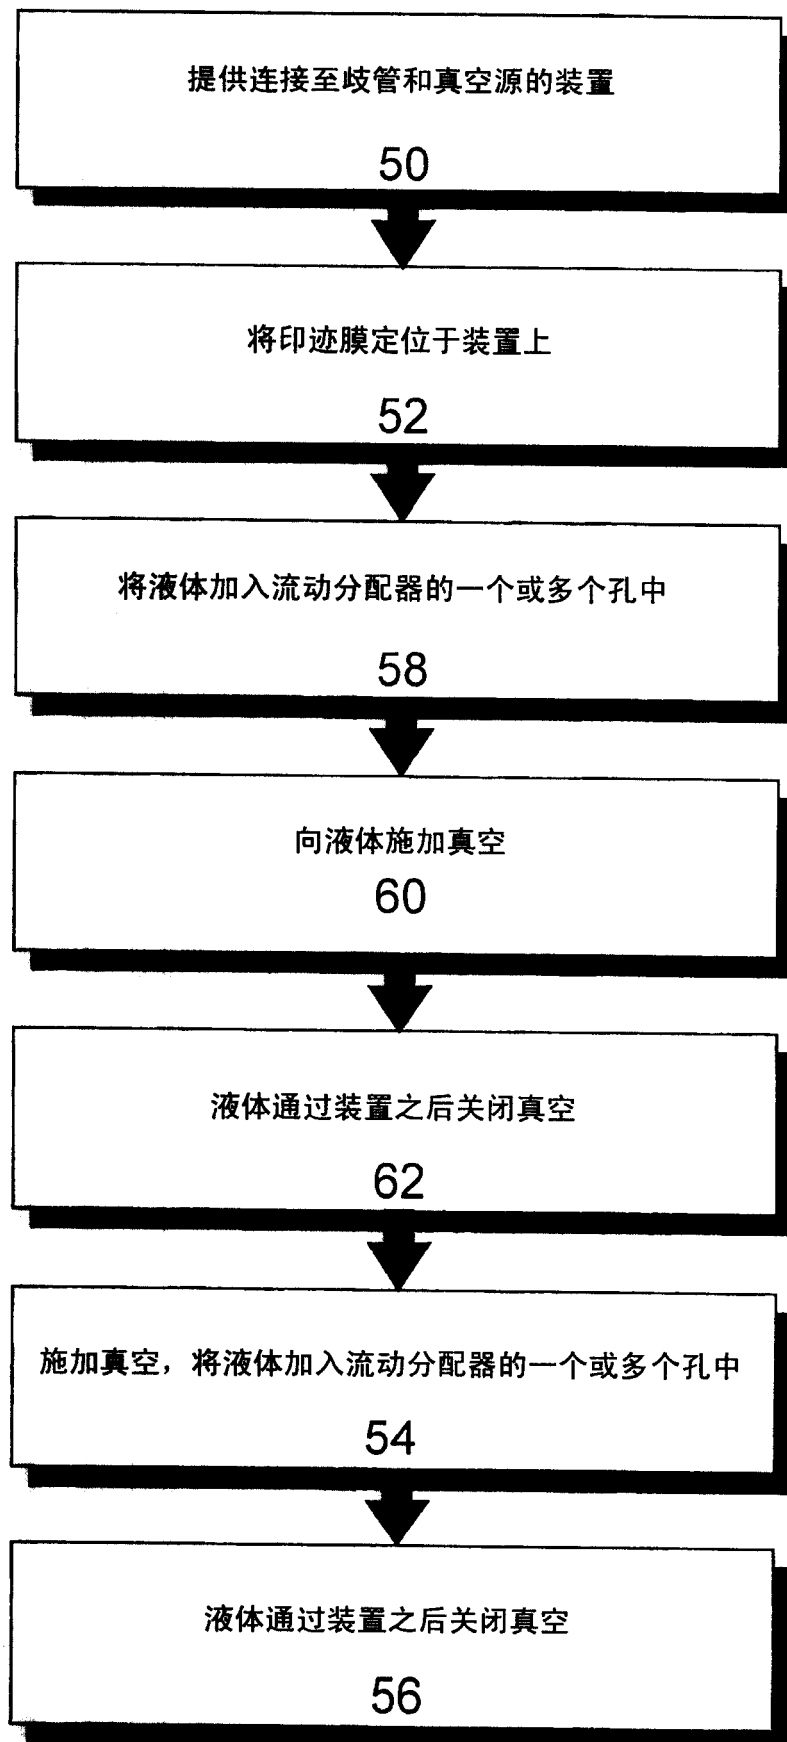 提供连接至歧管和真空源的装置
50
将印迹膜定位于装置上
52
将液体加入流动分配器的一个或多个孔中
58
向液体施加真空
60
液体通过装置之后关闭真空
62
施加真空，将液体加入流动分配器的一个或多个孔中
54
液体通过装置之后关闭真空
56